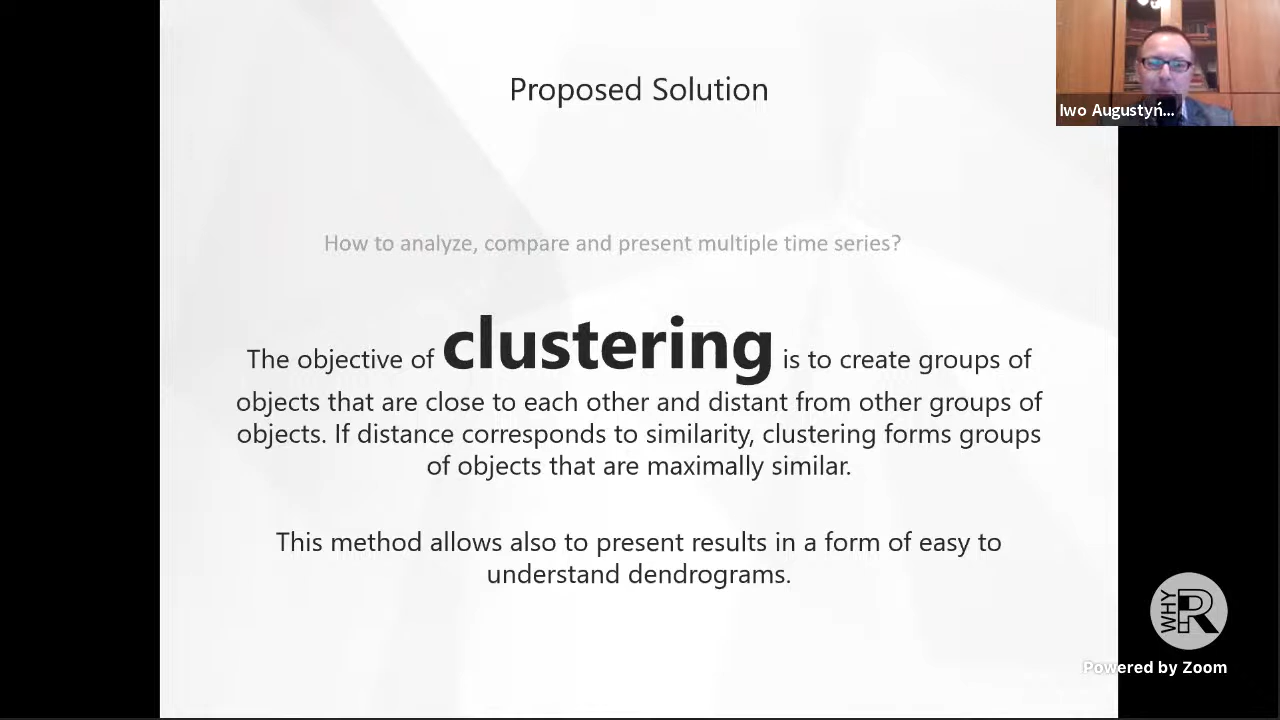 Proposed Solution
Iwo Augustyń...
How to analyze, compare and present multiple time series?
The objective of clustering is to create groups of
objects that are close to each other and distant from other groups of
objects. If distance corresponds to similarity, clustering forms groups
of objects that are maximally similar.
This method allows also to present results in a form of easy to
understand dendrograms.
WHY R?
Powered by Zoom